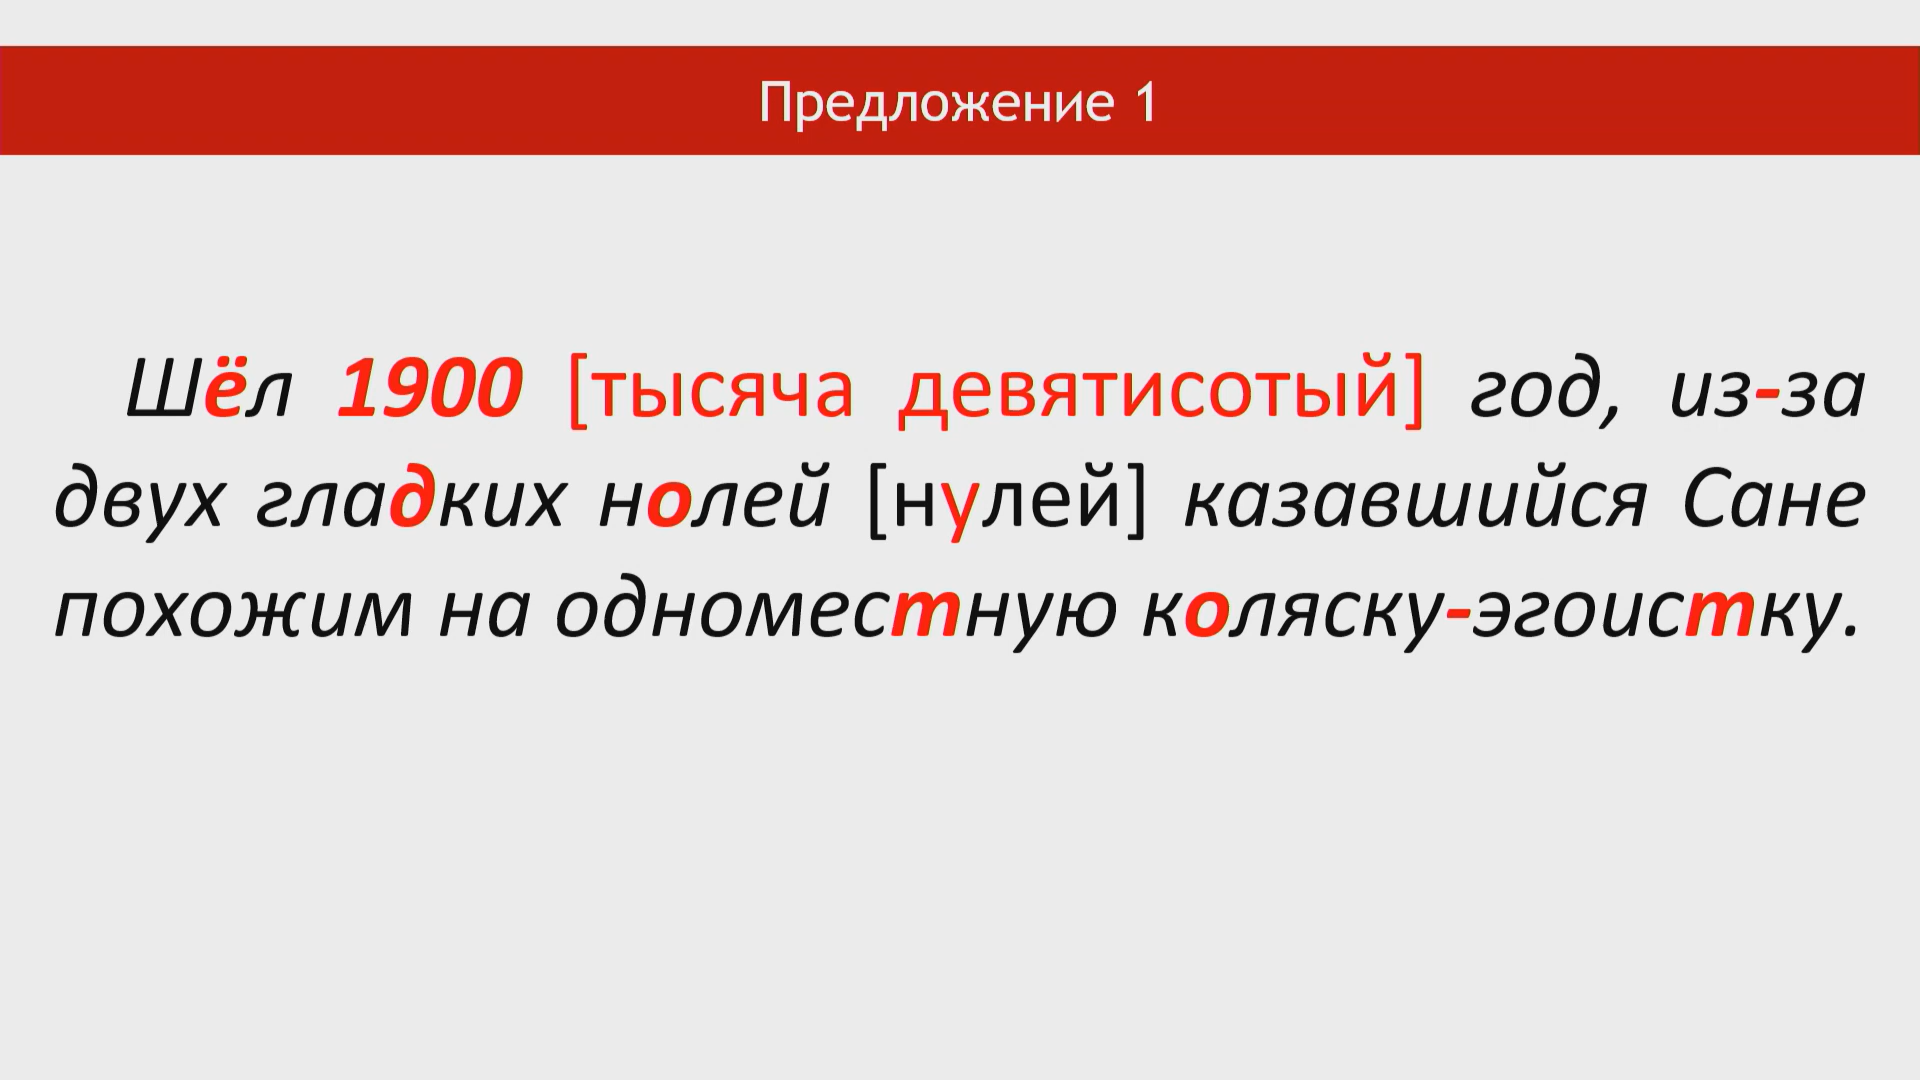 Предложение 1
Шёл 1900 [тысяча девятисотый] год, из-за
двух гладких нолей [нулей] казавшийся Сане
похожим на одноместную коляску-эгоистку.